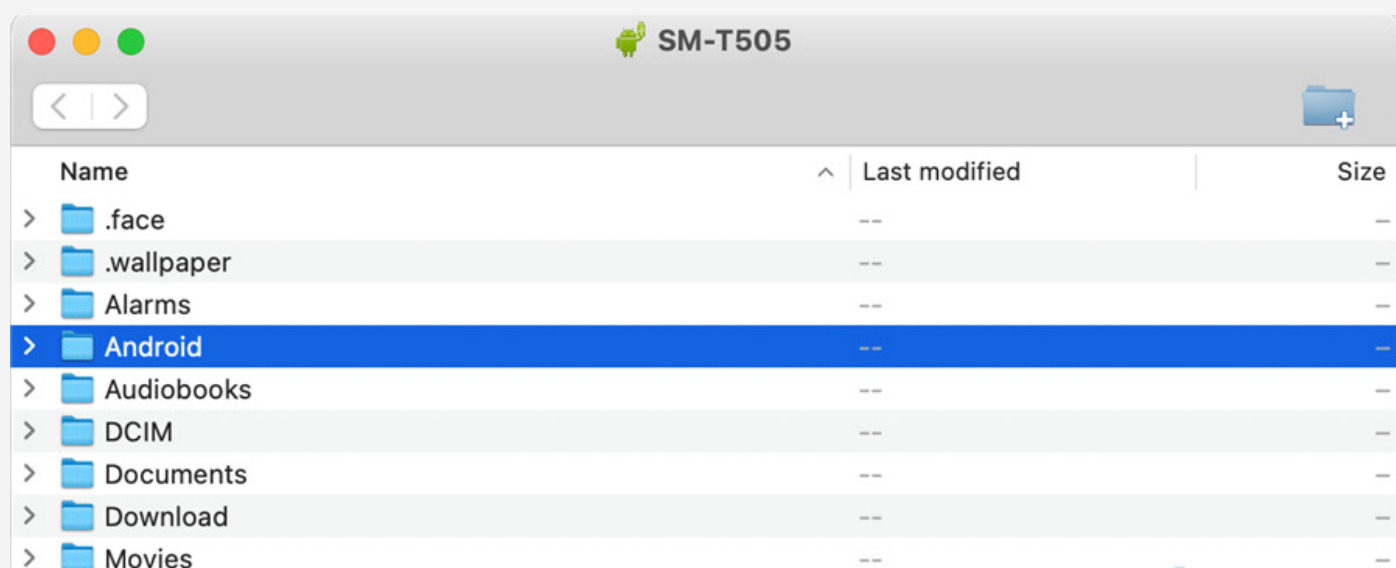 SM-T505
Name Last modified Size
.face -- --
.wallpaper -- --
Alarms -- --
Android -- --
Audiobooks -- --
DCIM -- --
Documents -- --
Download -- --
Movies -- --